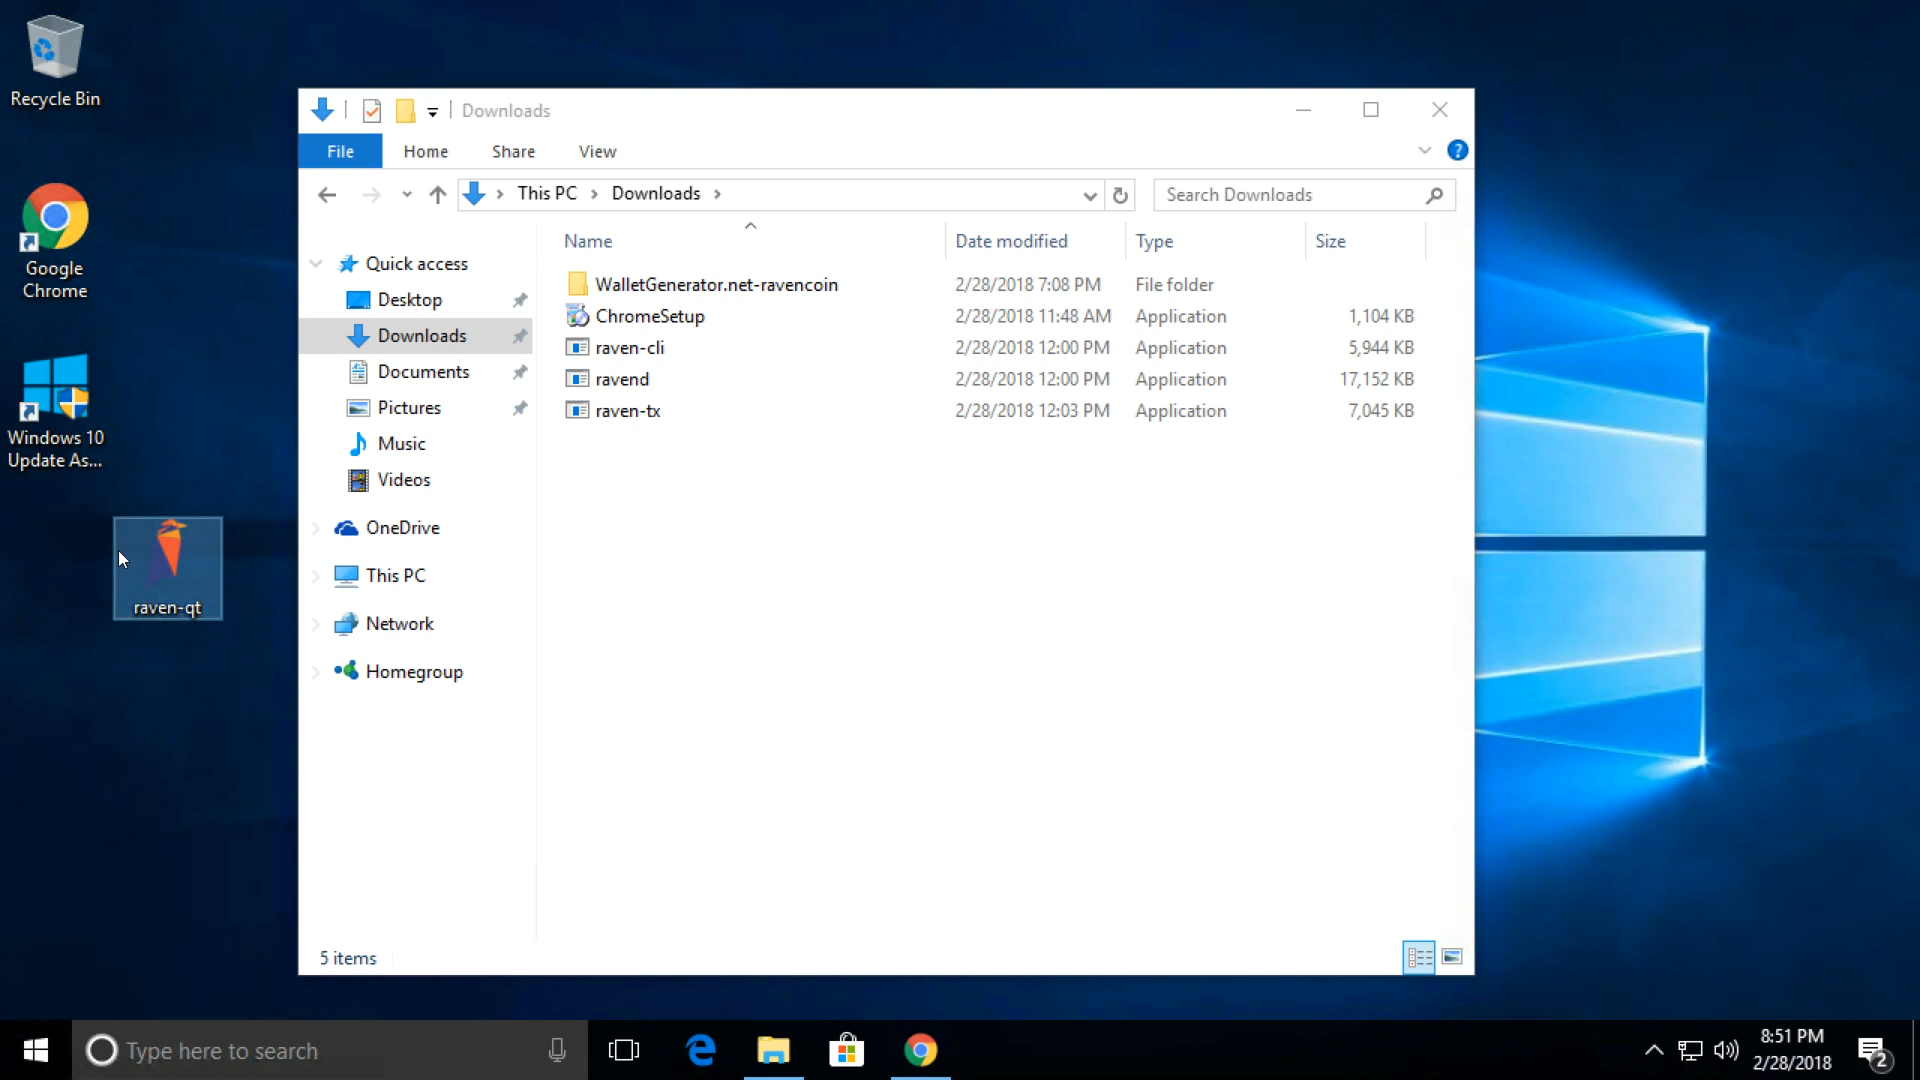 Recycle Bin
Google
Chrome
Windows 10
Update As...
raven-qt
Downloads
File Home Share View
?
This PC Downloads
Search Downloads
Name Date modified Type Size
WalletGenerator.net-ravencoin 2/28/2018 7:08 PM File folder
ChromeSetup 2/28/2018 11:48 AM Application 1,104 KB
raven-cli 2/28/2018 12:00 PM Application 5,944 KB
ravend 2/28/2018 12:00 PM Application 17,152 KB
raven-tx 2/28/2018 12:03 PM Application 7,045 KB
Quick access
Desktop
Downloads
Documents
Pictures
Music
Videos
OneDrive
This PC
Network
Homegroup
5 items
Type here to search
8:51 PM
2/28/2018
2